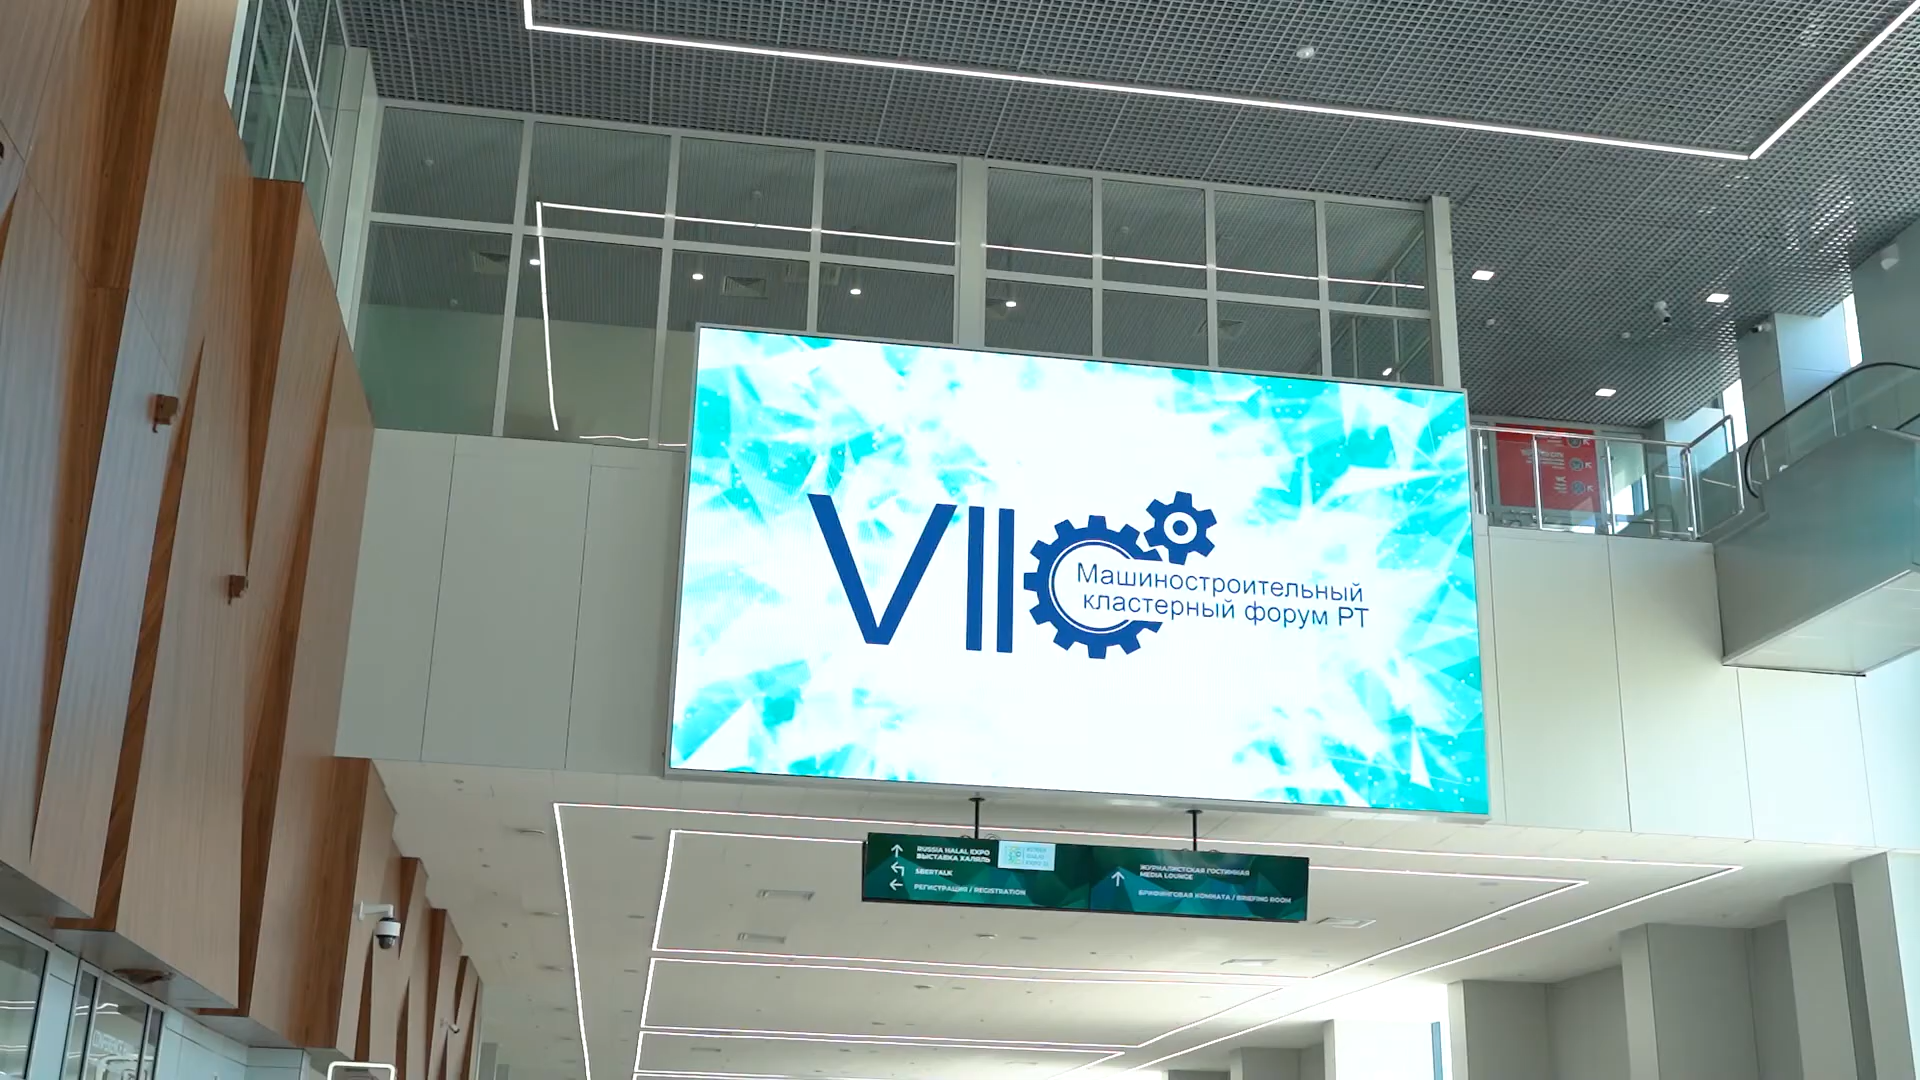 VII
Машиностроительный
кластерный форум РТ
RUSSIA HALAL EXPO
ВЫСТАВКА ХАЛЯЛЬ
SBERTALK
РЕГИСТРАЦИЯ / REGISTRATION
ЖУРНАЛИСТСКАЯ ГОСТИННАЯ
MEDIA LOUNGE
БРИФИНГОВАЯ КОМНАТА / BRIEFING ROOM